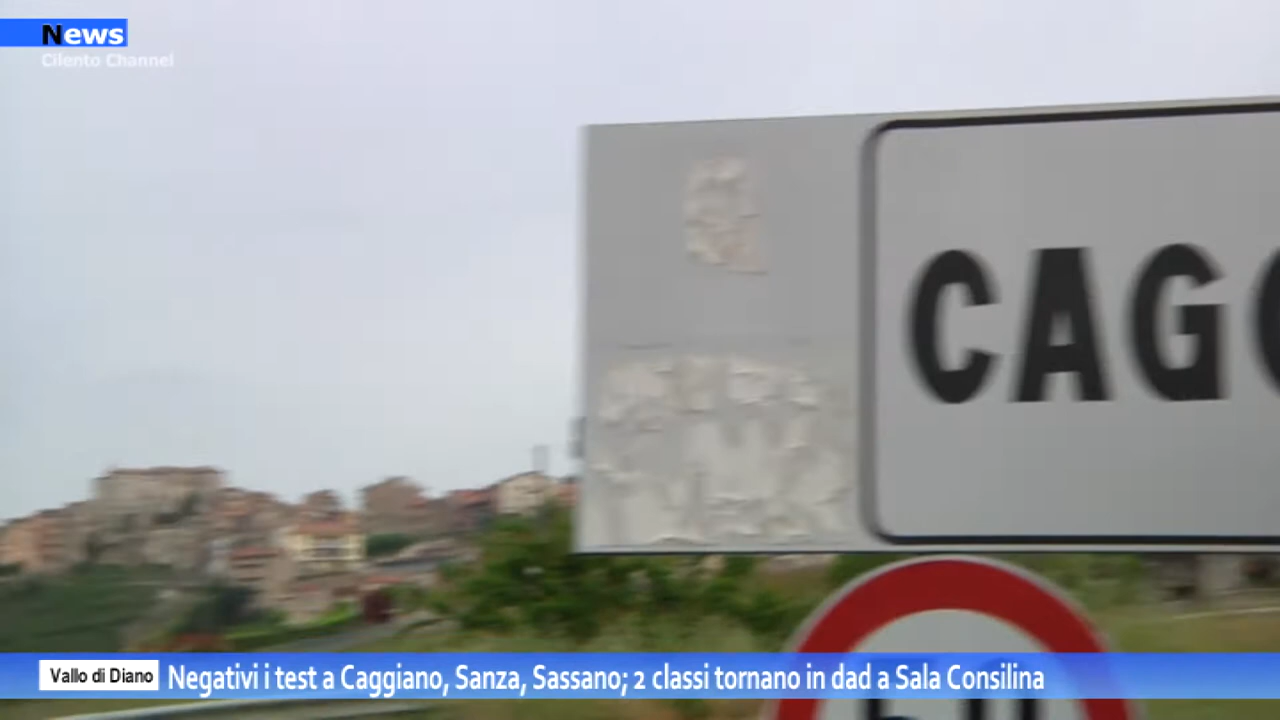 News
Cilento Channel
CAGG
Vallo di Diano Negativi i test a Caggiano, Sanza, Sassano; 2 classi tornano in dad a Sala Consilina